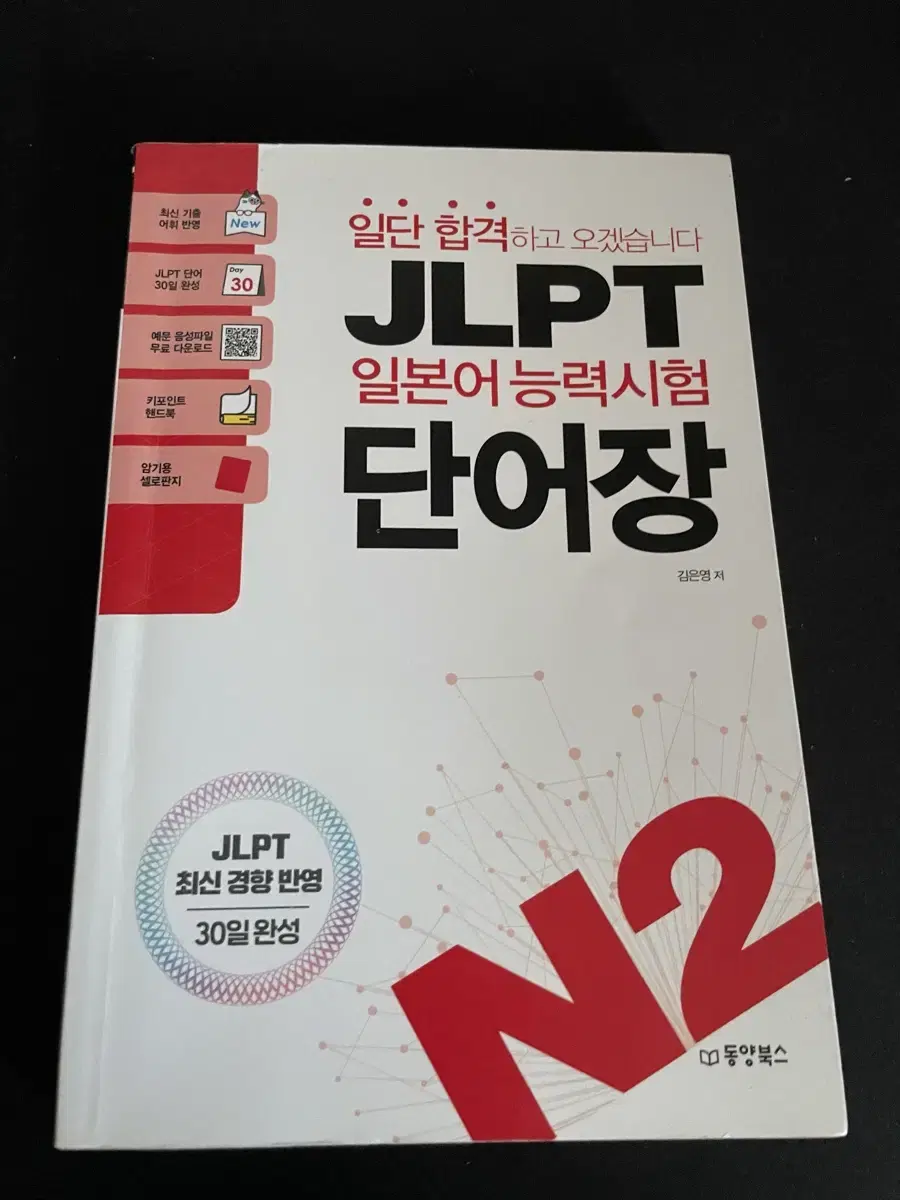 최신 기출
어휘 반영
New
JLPT 단어
30일 완성
Day
30
예문 음성파일
무료 다운로드
키포인트
핸드북
암기용
셀로판지
일단 합격하고 오겠습니다
JLPT
일본어 능력시험
단어장
김은영 저
JLPT
최신 경향 반영
30일 완성
N2
동양북스